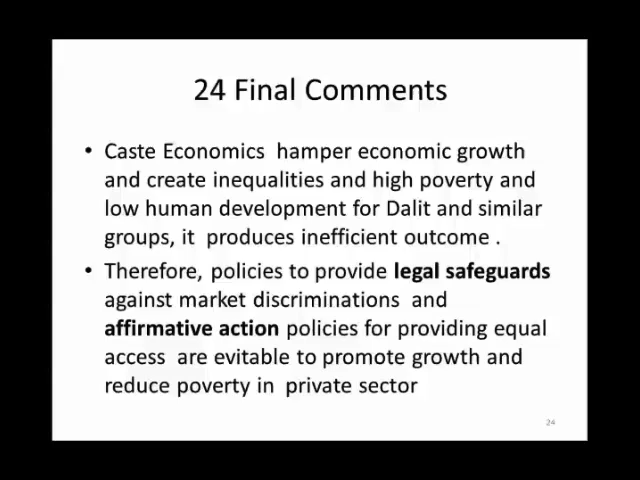 24 Final Comments
• Caste Economics hamper economic growth
and create inequalities and high poverty and
low human development for Dalit and similar
groups, it produces inefficient outcome .
• Therefore, policies to provide legal safeguards
against market discriminations and
affirmative action policies for providing equal
access are evitable to promote growth and
reduce poverty in private sector
24